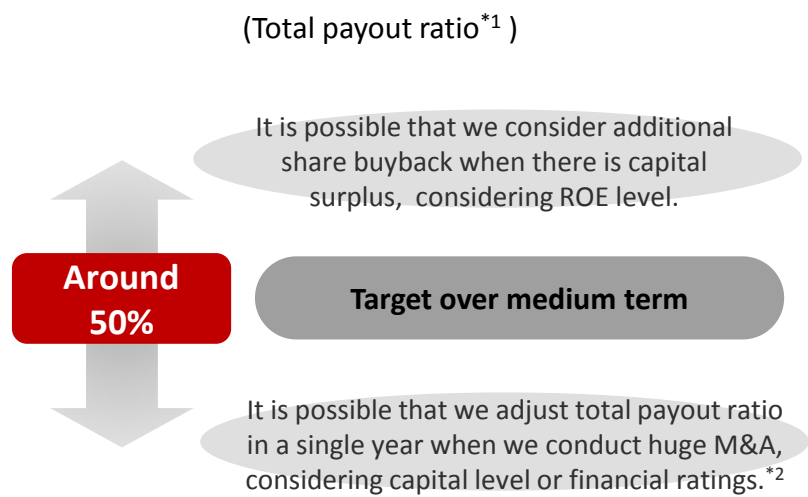 (Total payout ratio*1 )
It is possible that we consider additional
share buyback when there is capital
surplus, considering ROE level.
Around
50%
Target over medium term
It is possible that we adjust total payout ratio
in a single year when we conduct huge M&A,
considering capital level or financial ratings.*2